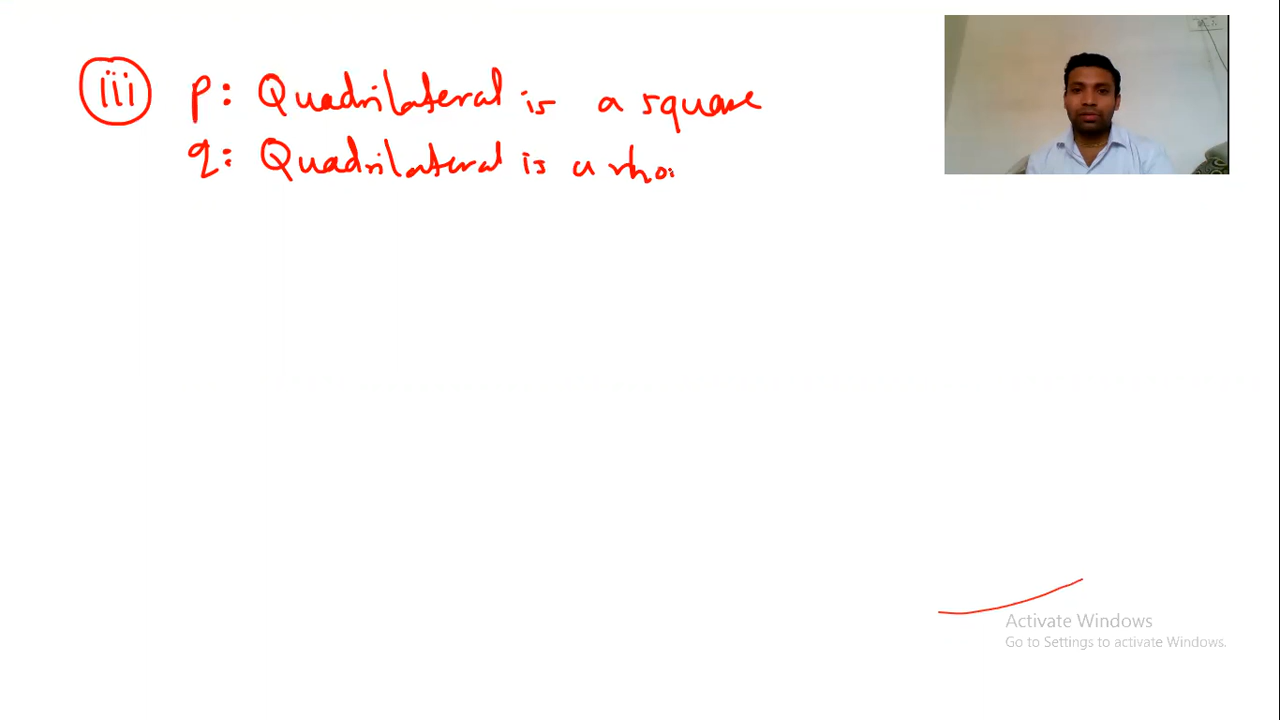 iii p: Quadrilateral is a square
q: Quadrilateral is a rho
Activate Windows
Go to Settings to activate Windows.